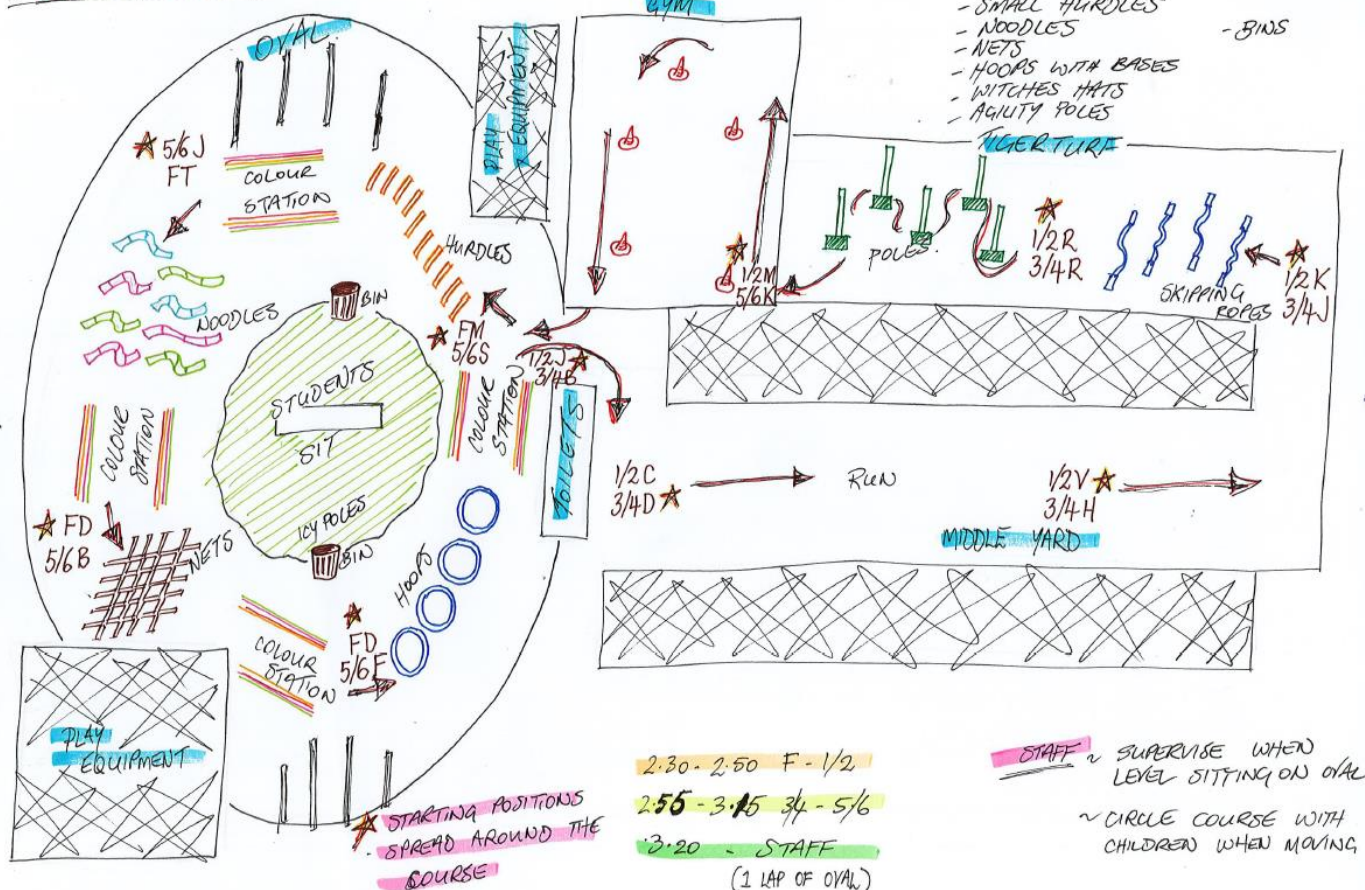 GYM
- SMALL HURDLES
- NOODLES
- BINS
- NETS
- HOOPS WITH BASES
- WITCHES HATS
- AGILITY POLES
OVAL
PLAY
EQUIPMENT
TIGER TURF
5/6J
FT
COLOUR
STATION
HURDLES
POLES.
1/2R
3/4R
SKIPPING
ROPES
1/2K
3/4J
1/2M
5/6K
NOODLES
BIN
FM
5/6S
1/2J
3/4B
COLOUR
STATION
STUDENTS
SIT
ICY POLES
BIN
COLOUR
STATION
TOILETS
1/2C
3/4D
RUN
1/2V
3/4H
MIDDLE YARD
FD
5/6B
NETS
HOOPS
COLOUR
STATION
FD
5/6F
PLAY
EQUIPMENT
STARTING POSITIONS
SPREAD AROUND THE
COURSE
2.30 - 2.50 F - 1/2
2.55 - 3.15 3/4 - 5/6
3.20 - STAFF
(1 LAP OF OVAL)
STAFF ~ SUPERVISE WHEN
LEVEL SITTING ON OVAL
~ CIRCLE COURSE WITH
CHILDREN WHEN MOVING